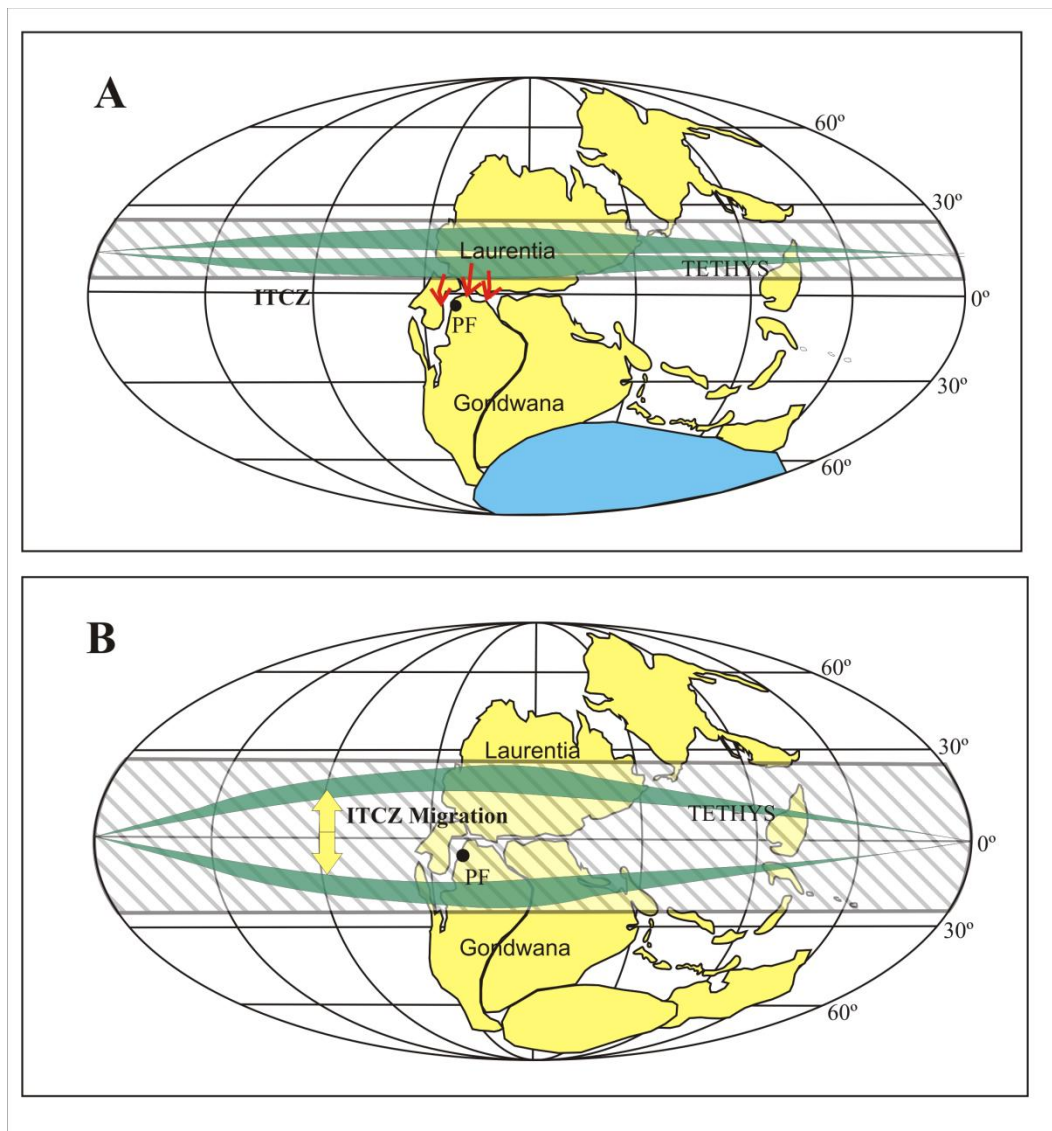 A
60º
30º
Laurentia
TETHYS
ITCZ
0º
PF
30º
Gondwana
60º
B
60º
Laurentia
30º
ITCZ Migration
TETHYS
0º
PF
30º
Gondwana
60º